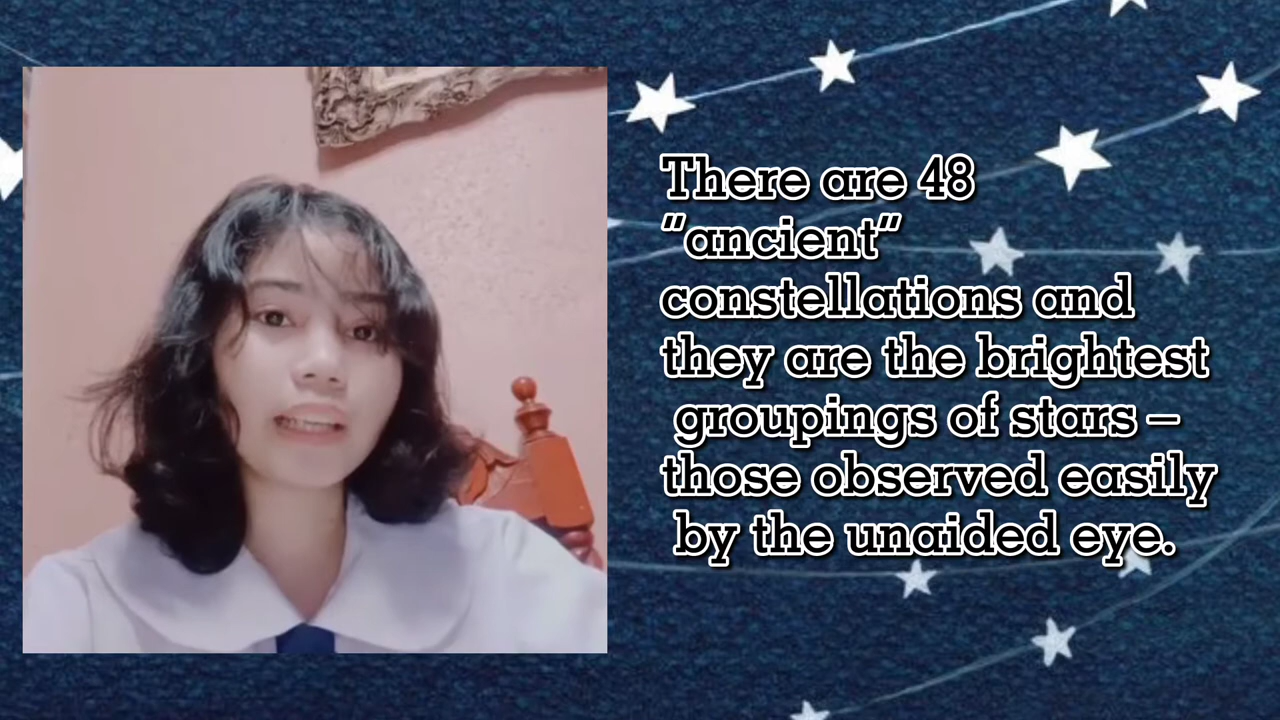 There are 48
“ancient”
constellations and
they are the brightest
groupings of stars –
those observed easily
by the unaided eye.